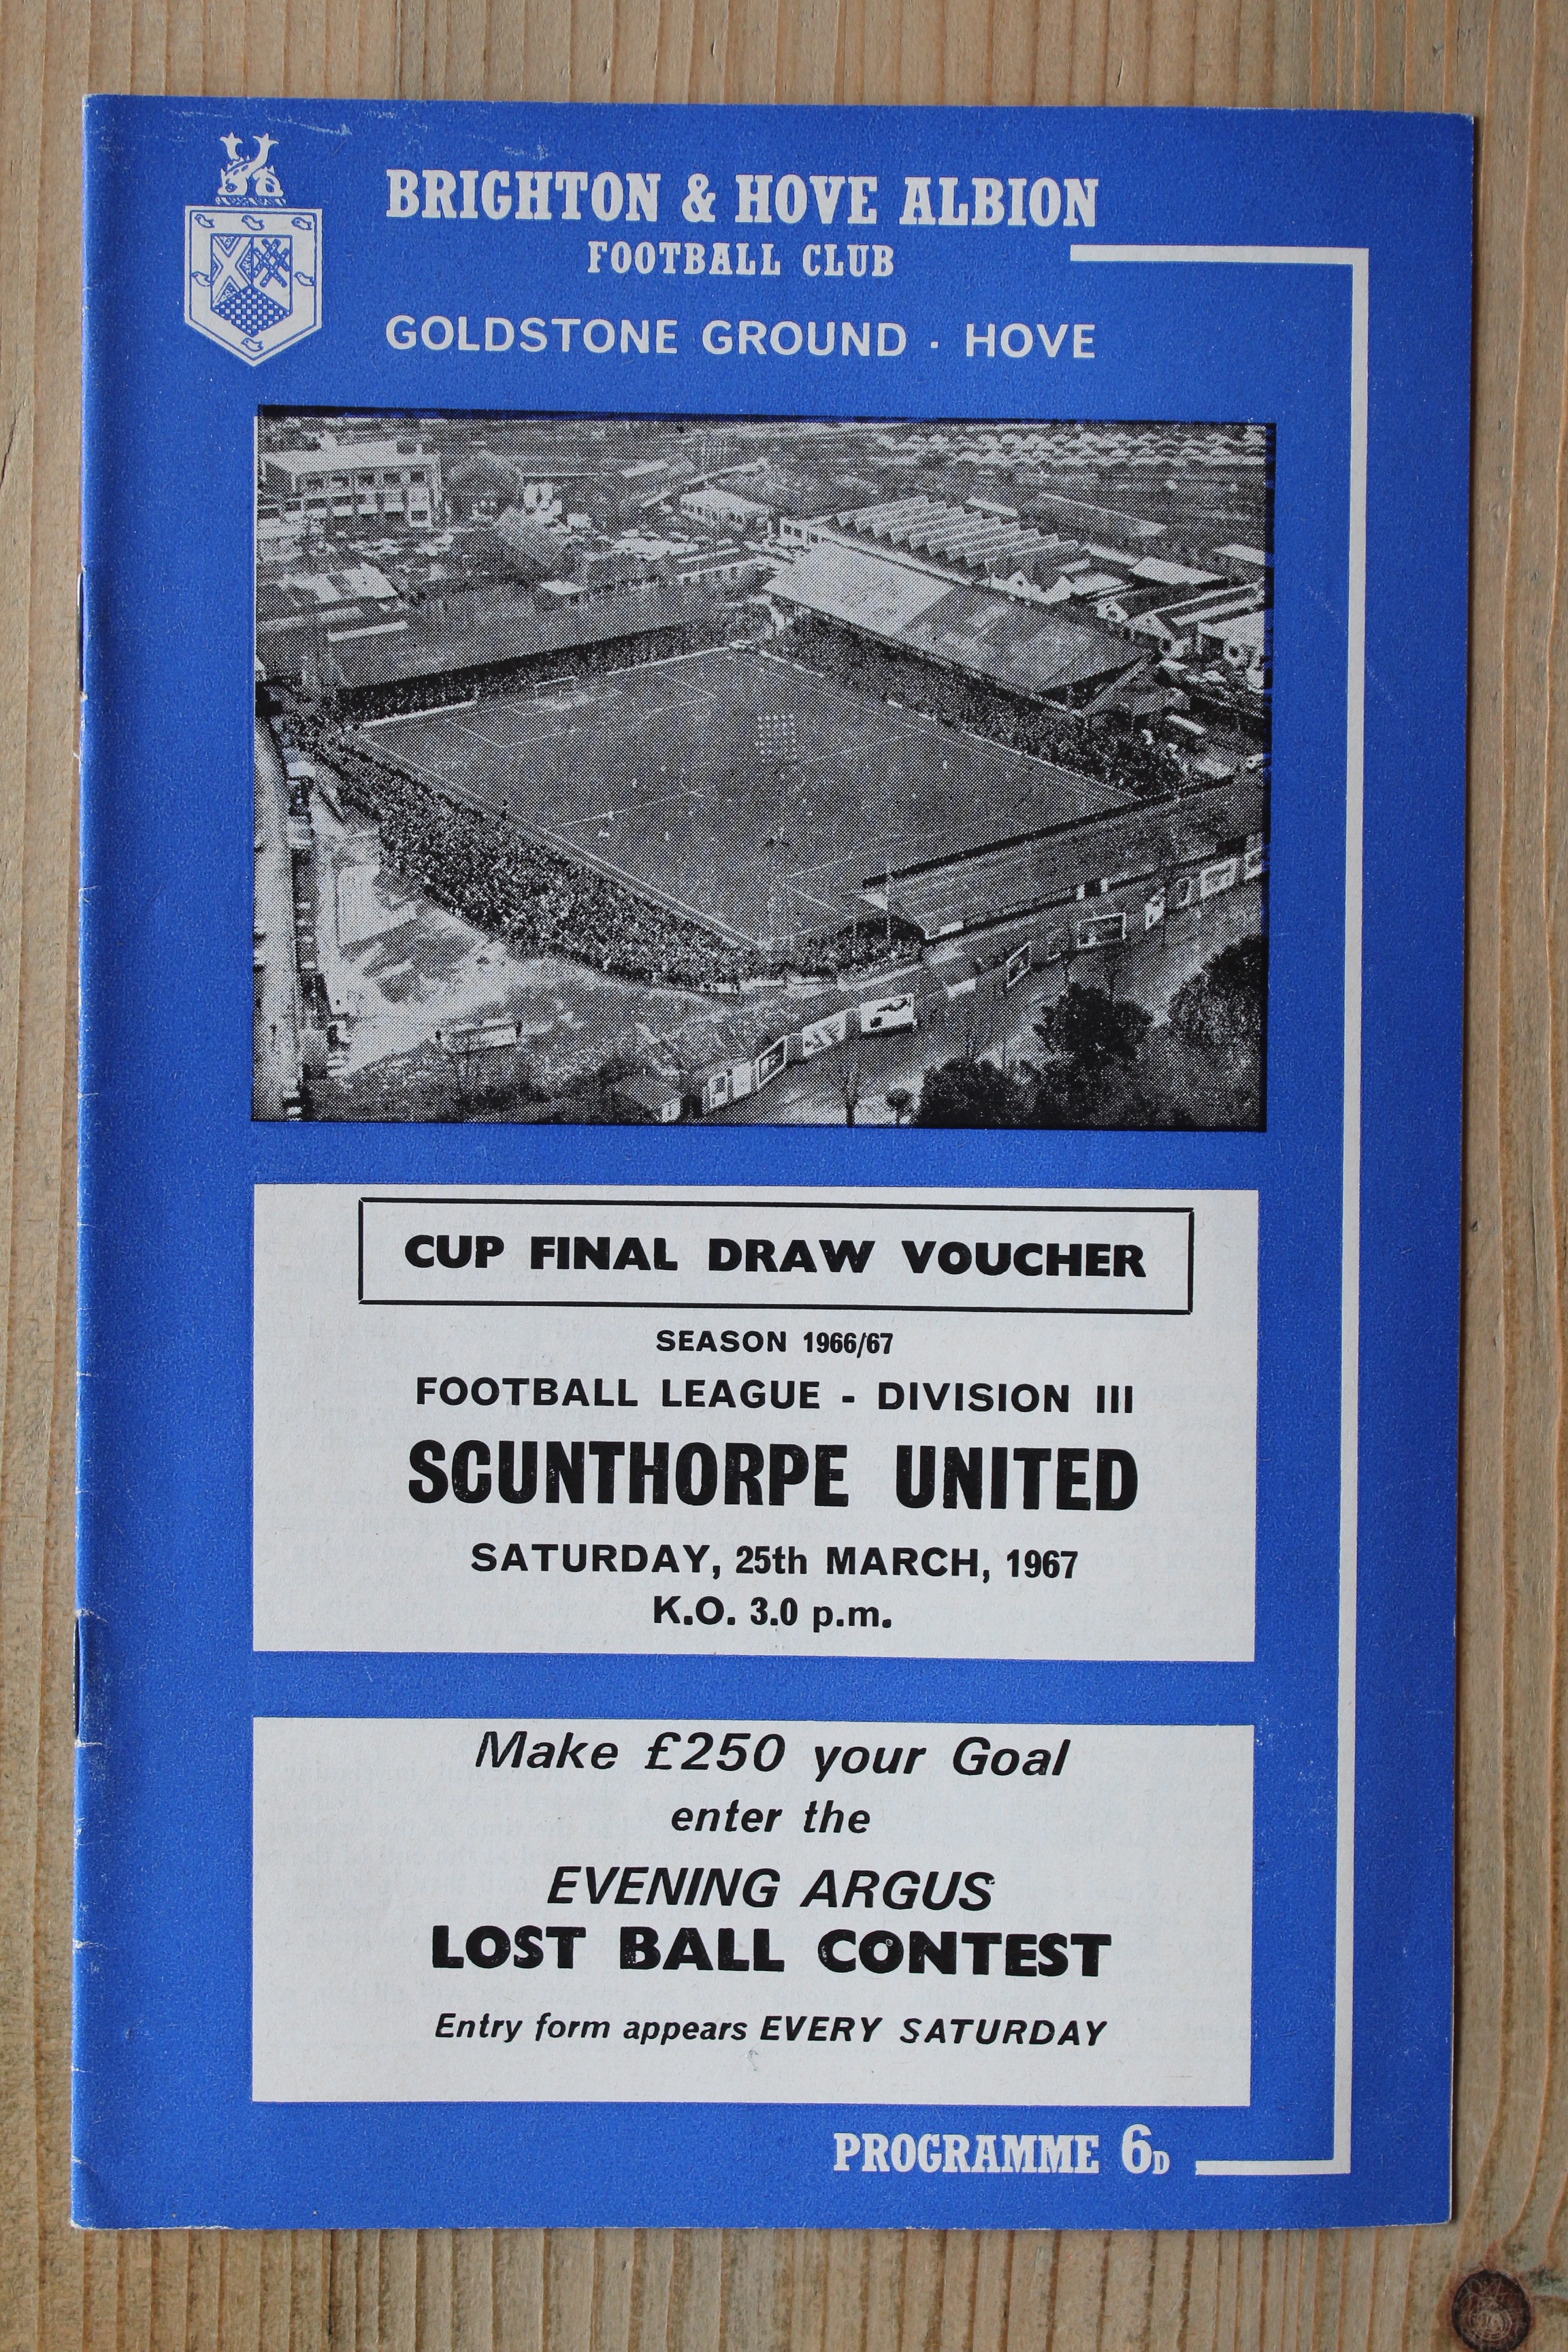 BRIGHTON & HOVE ALBION
FOOTBALL CLUB
GOLDSTONE GROUND · HOVE
CUP FINAL DRAW VOUCHER
SEASON 1966/67
FOOTBALL LEAGUE - DIVISION III
SCUNTHORPE UNITED
SATURDAY, 25th MARCH, 1967
K.O. 3.0 p.m.
Make £250 your Goal
enter the
EVENING ARGUS
LOST BALL CONTEST
Entry form appears EVERY SATURDAY
PROGRAMME 6D